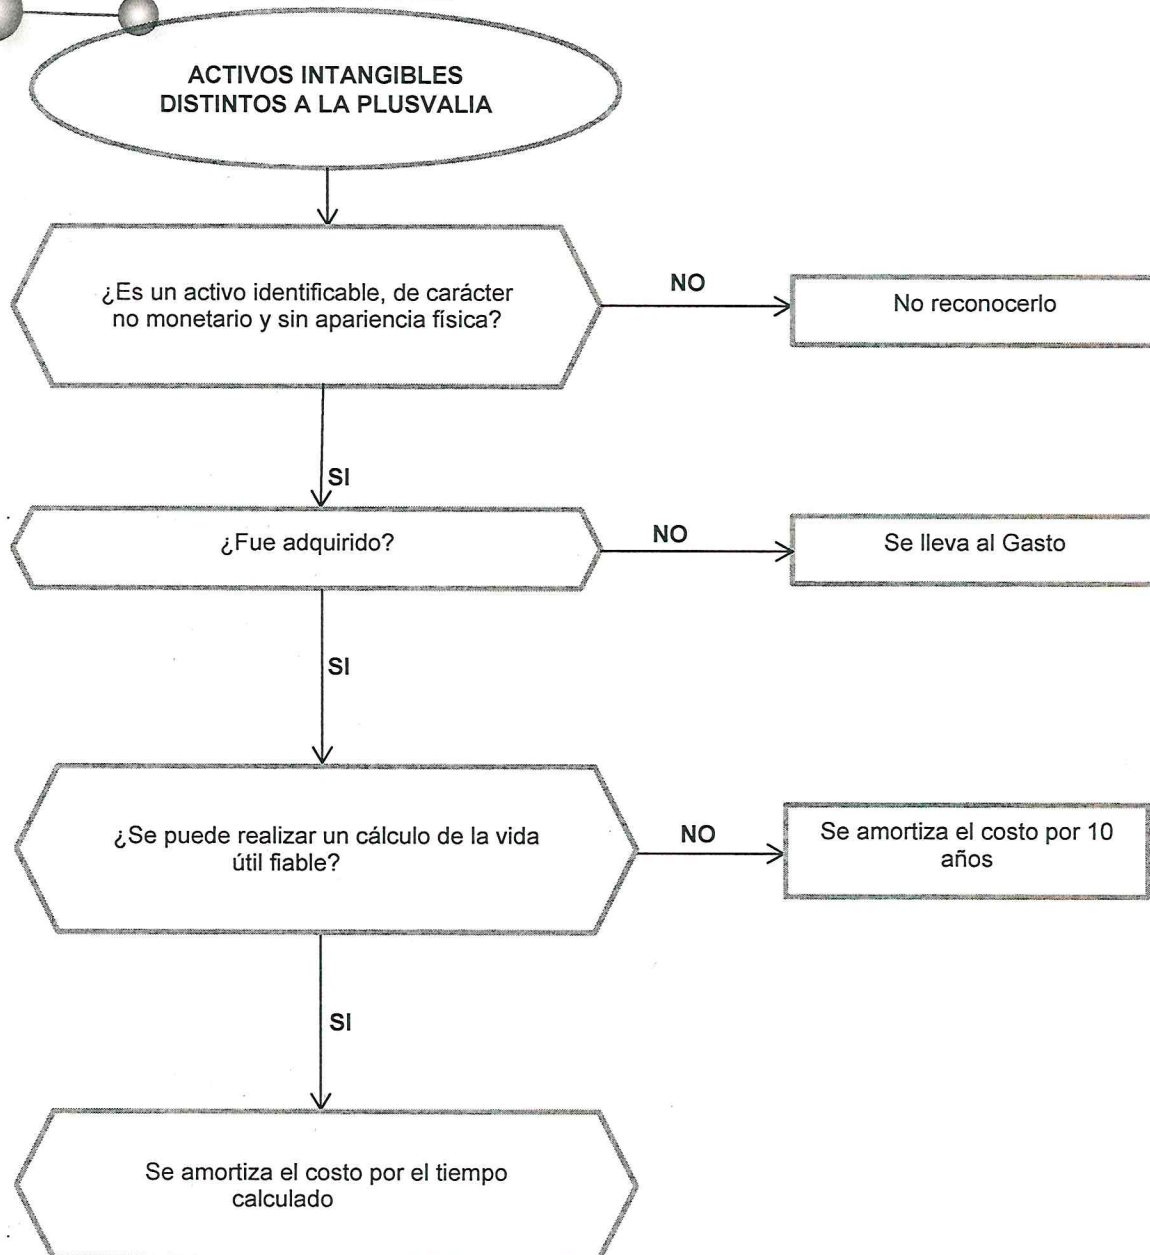 ACTIVOS INTANGIBLES
DISTINTOS A LA PLUSVALIA
¿Es un activo identificable, de carácter
no monetario y sin apariencia física?
NO
No reconocerlo
SI
¿Fue adquirido?
NO
Se lleva al Gasto
SI
¿Se puede realizar un cálculo de la vida
útil fiable?
NO
Se amortiza el costo por 10
años
SI
Se amortiza el costo por el tiempo
calculado